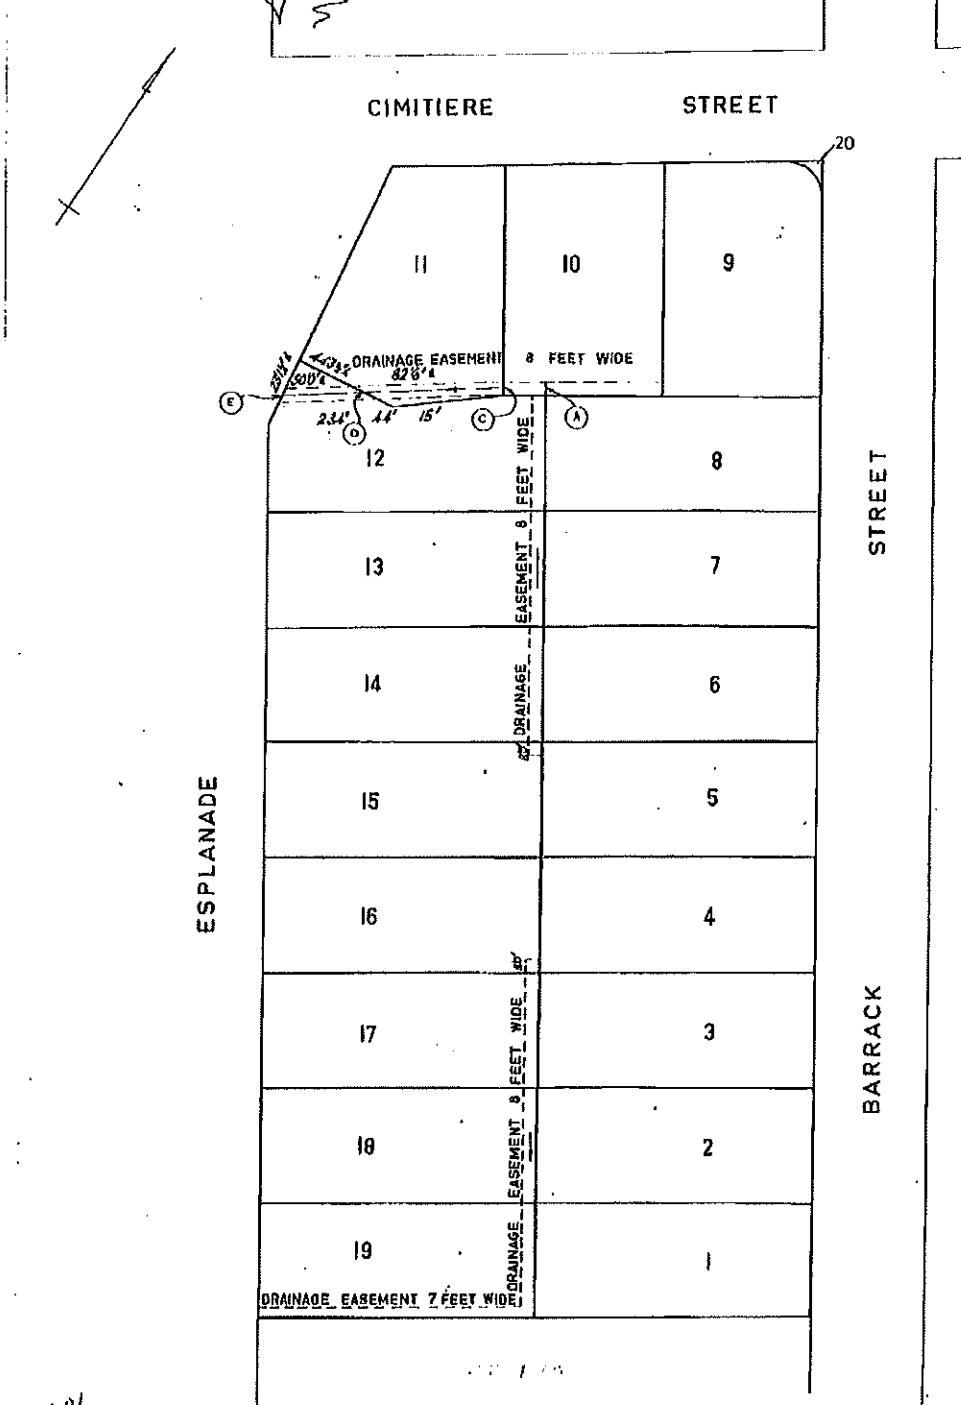 CIMITIERE STREET
20
11
10
9
DRAINAGE EASEMENT 8 FEET WIDE
E
D
C
A
15'
12
8
DRAINAGE EASEMENT 8 FEET WIDE
13
7
14
6
STREET
15
5
ESPLANADE
16
4
17
3
DRAINAGE EASEMENT 8 FEET WIDE
BARRACK
18
2
19
1
DRAINAGE EASEMENT 7 FEET WIDE